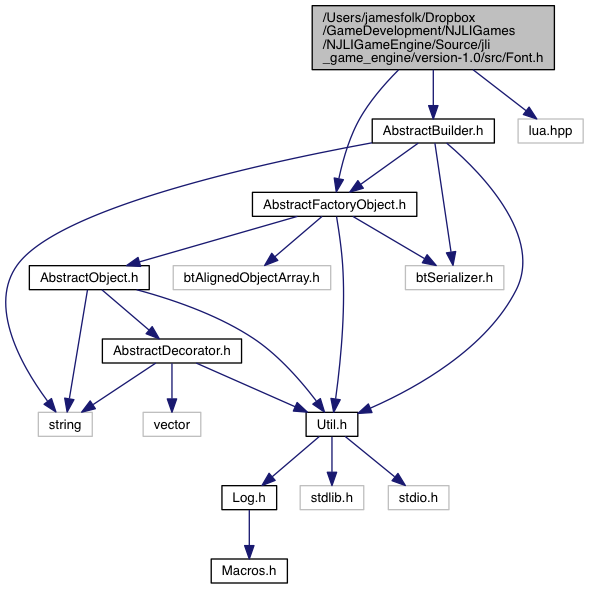 /Users/jamesfolk/Dropbox
/GameDevelopment/NJLIGames
/NJLIGameEngine/Source/jli
_game_engine/version-1.0/src/Font.h
AbstractBuilder.h
lua.hpp
AbstractFactoryObject.h
AbstractObject.h
btAlignedObjectArray.h
btSerializer.h
AbstractDecorator.h
string
vector
Util.h
Log.h
stdlib.h
stdio.h
Macros.h